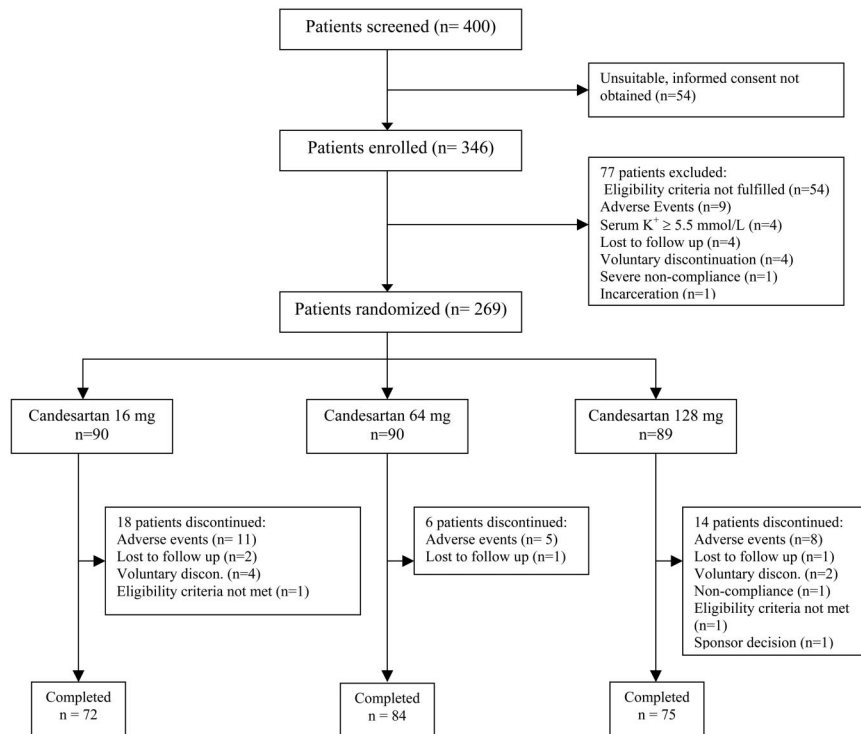 Patients screened (n= 400)
Unsuitable, informed consent not
obtained (n=54)
Patients enrolled (n= 346)
77 patients excluded:
Eligibility criteria not fulfilled (n=54)
Adverse Events (n=9)
Serum K⁺ ≥ 5.5 mmol/L (n=4)
Lost to follow up (n=4)
Voluntary discontinuation (n=4)
Severe non-compliance (n=1)
Incarceration (n=1)
Patients randomized (n= 269)
Candesartan 16 mg
n=90
Candesartan 64 mg
n=90
Candesartan 128 mg
n=89
18 patients discontinued:
Adverse events (n= 11)
Lost to follow up (n=2)
Voluntary discon. (n=4)
Eligibility criteria not met (n=1)
6 patients discontinued:
Adverse events (n= 5)
Lost to follow up (n=1)
14 patients discontinued:
Adverse events (n=8)
Lost to follow up (n=1)
Voluntary discon. (n=2)
Non-compliance (n=1)
Eligibility criteria not met
(n=1)
Sponsor decision (n=1)
Completed
n = 72
Completed
n = 84
Completed
n = 75